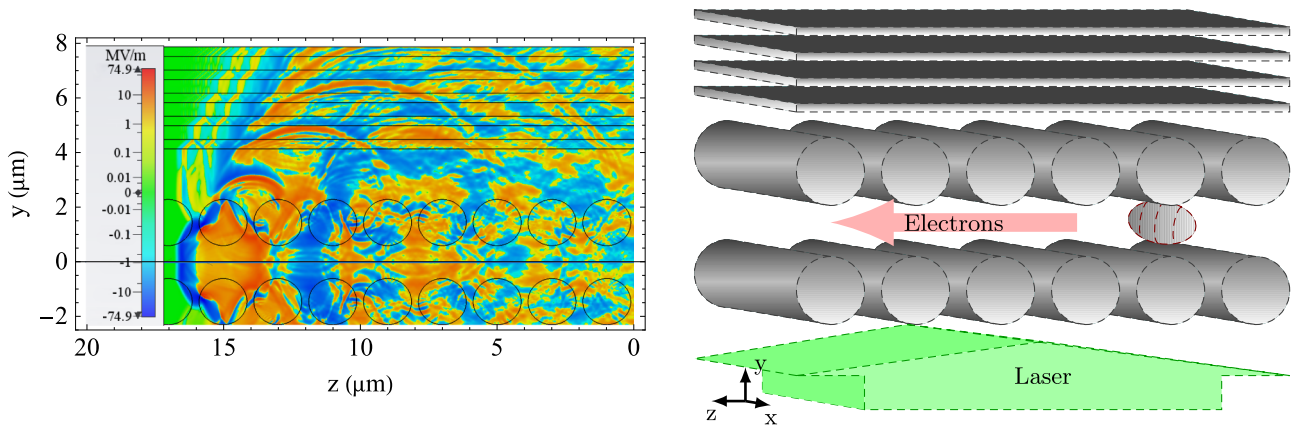 MV/m
74.9
10
1
0.1
0.01
0
-0.01
-0.1
-1
-10
-74.9
8
6
4
2
0
−2
y (μm)
20 15 10 5 0
z (μm)
Electrons
Laser
y
z
x